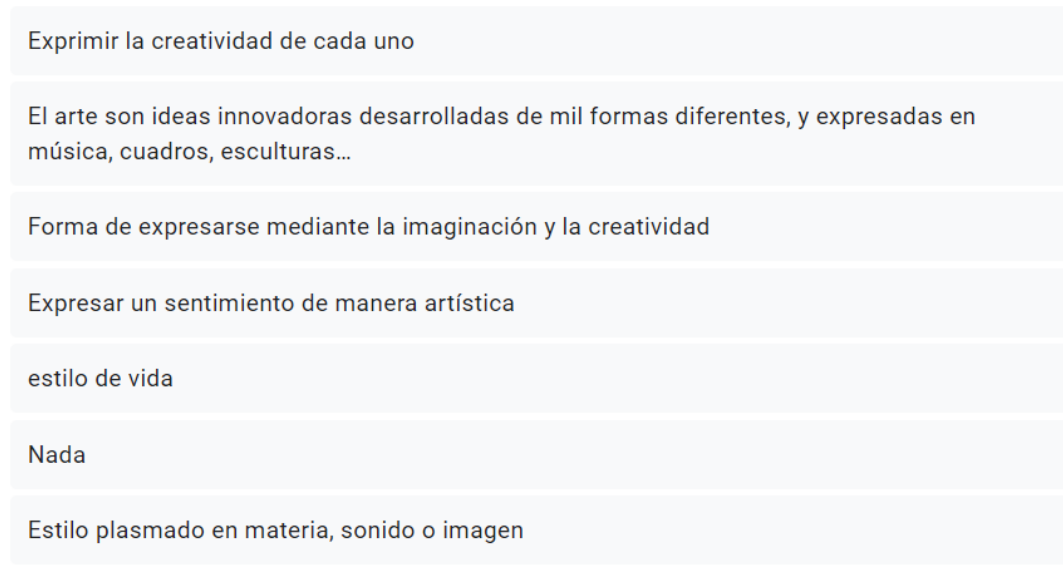 Exprimir la creatividad de cada uno
El arte son ideas innovadoras desarrolladas de mil formas diferentes, y expresadas en
música, cuadros, esculturas...
Forma de expresarse mediante la imaginación y la creatividad
Expresar un sentimiento de manera artística
estilo de vida
Nada
Estilo plasmado en materia, sonido o imagen